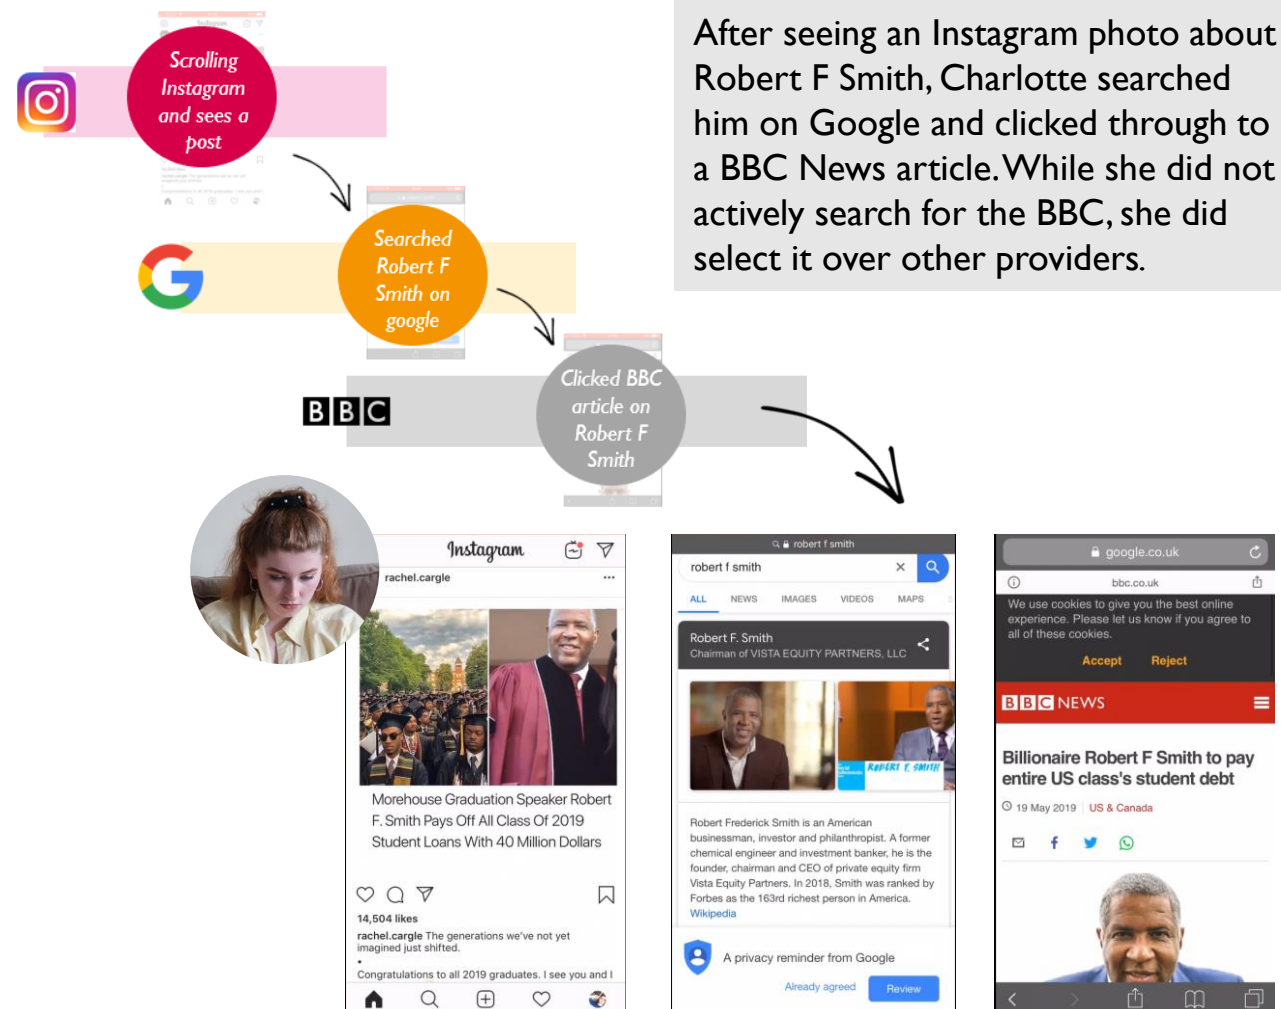 After seeing an Instagram photo about
Robert F Smith, Charlotte searched
him on Google and clicked through to
a BBC News article. While she did not
actively search for the BBC, she did
select it over other providers.
Instagram
Scrolling
Instagram
and sees a
post
Searched
Robert F
Smith on
google
BBC
Clicked BBC
article on
Robert F
Smith
Instagram
rachel.cargle
Morehouse Graduation Speaker Robert
F. Smith Pays Off All Class Of 2019
Student Loans With 40 Million Dollars
14,504 likes
rachel.cargle The generations we've not yet
imagined just shifted.
•
Congratulations to all 2019 graduates. I see you and I
robert f smith
robert f smith
ALL NEWS IMAGES VIDEOS MAPS
Robert F. Smith
Chairman of VISTA EQUITY PARTNERS, LLC
ROBERT F. SMITH
Robert Frederick Smith is an American
businessman, investor and philanthropist. A former
chemical engineer and investment banker, he is the
founder, chairman and CEO of private equity firm
Vista Equity Partners. In 2018, Smith was ranked by
Forbes as the 163rd richest person in America.
Wikipedia
A privacy reminder from Google
Already agreed Review
google.co.uk
bbc.co.uk
We use cookies to give you the best online
experience. Please let us know if you agree to
all of these cookies.
Accept Reject
BBC NEWS
Billionaire Robert F Smith to pay
entire US class's student debt
19 May 2019 US & Canada